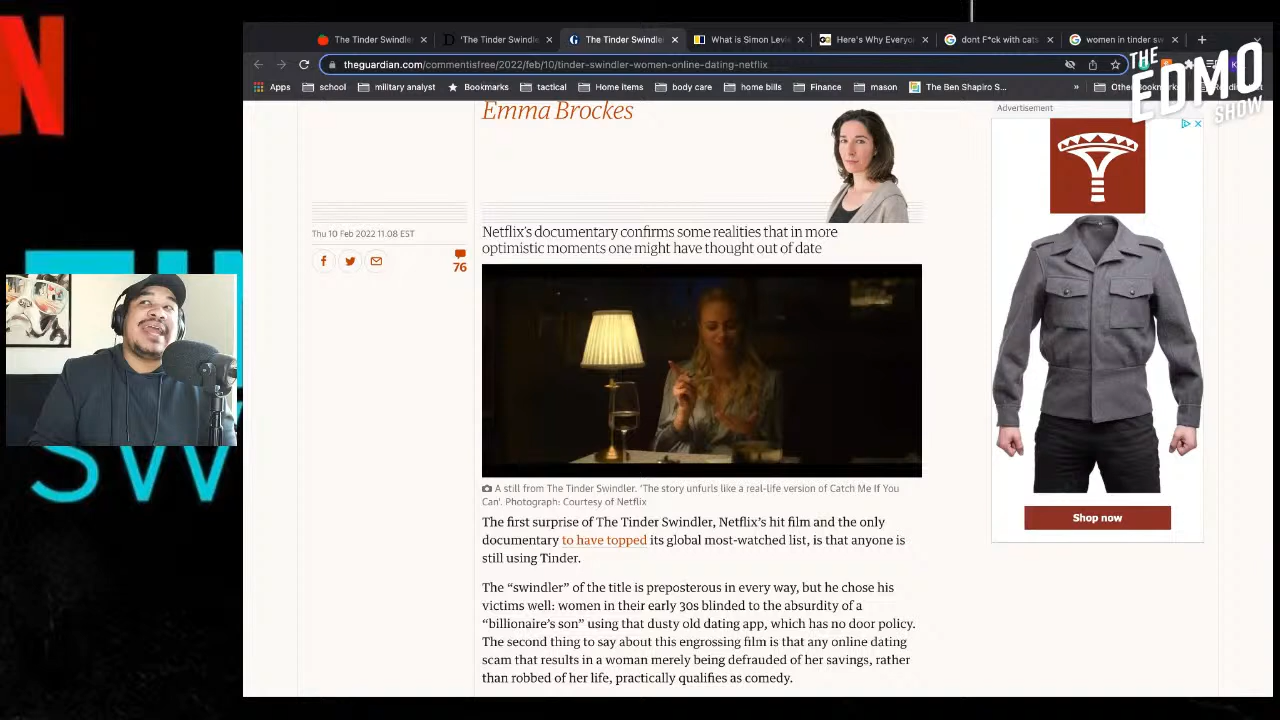 The Tinder Swindle
'The Tinder Swindle
The Tinder Swindle
What is Simon Levie
Here's Why Everyo
dont F*ck with cats
women in tinder sw
theguardian.com/commentisfree/2022/feb/10/tinder-swindler-women-online-dating-netflix
Apps
school
military analyst
Bookmarks
tactical
Home items
body care
home bills
Finance
mason
The Ben Shapiro S...
»
THE
EDMO
SHOW
N
SW
Emma Brockes
Advertisement
Thu 10 Feb 2022 11.08 EST
76
Netflix's documentary confirms some realities that in more
optimistic moments one might have thought out of date
A still from The Tinder Swindler. 'The story unfurls like a real-life version of Catch Me If You
Can'. Photograph: Courtesy of Netflix
The first surprise of The Tinder Swindler, Netflix's hit film and the only
documentary to have topped its global most-watched list, is that anyone is
still using Tinder.
The “swindler” of the title is preposterous in every way, but he chose his
victims well: women in their early 30s blinded to the absurdity of a
“billionaire's son” using that dusty old dating app, which has no door policy.
The second thing to say about this engrossing film is that any online dating
scam that results in a woman merely being defrauded of her savings, rather
than robbed of her life, practically qualifies as comedy.
Shop now